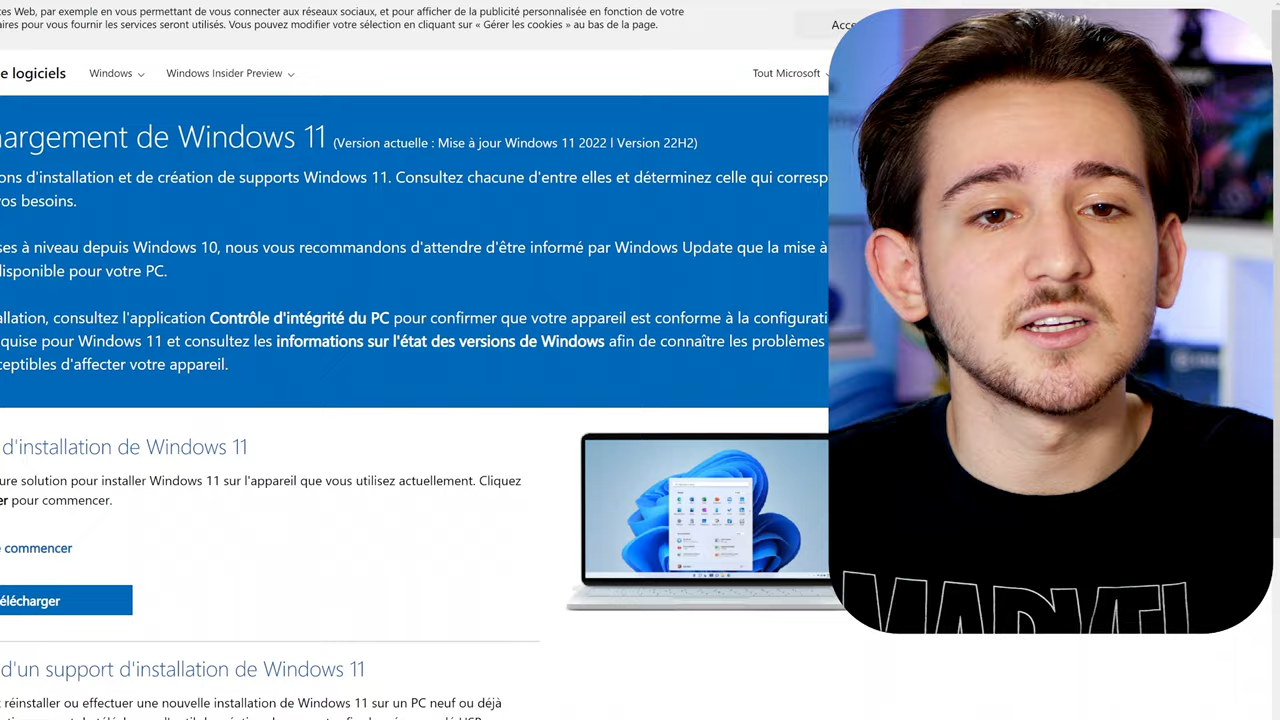 tes Web, par exemple en vous permettant de vous connecter aux réseaux sociaux, et pour afficher de la publicité personnalisée en fonction de votre
aires pour vous fournir les services seront utilisés. Vous pouvez modifier votre sélection en cliquant sur « Gérer les cookies » au bas de la page.
Acce
e logiciels Windows Windows Insider Preview Tout Microsoft
hargement de Windows 11 (Version actuelle : Mise à jour Windows 11 2022 | Version 22H2)
ons d'installation et de création de supports Windows 11. Consultez chacune d'entre elles et déterminez celle qui corresp
vos besoins.
ses à niveau depuis Windows 10, nous vous recommandons d'attendre d'être informé par Windows Update que la mise à
disponible pour votre PC.
allation, consultez l'application Contrôle d'intégrité du PC pour confirmer que votre appareil est conforme à la configurati
quise pour Windows 11 et consultez les informations sur l'état des versions de Windows afin de connaître les problèmes
ceptibles d'affecter votre appareil.
d'installation de Windows 11
ure solution pour installer Windows 11 sur l'appareil que vous utilisez actuellement. Cliquez
er pour commencer.
e commencer
élécharger
d'un support d'installation de Windows 11
t réinstaller ou effectuer une nouvelle installation de Windows 11 sur un PC neuf ou déjà
MARVEL